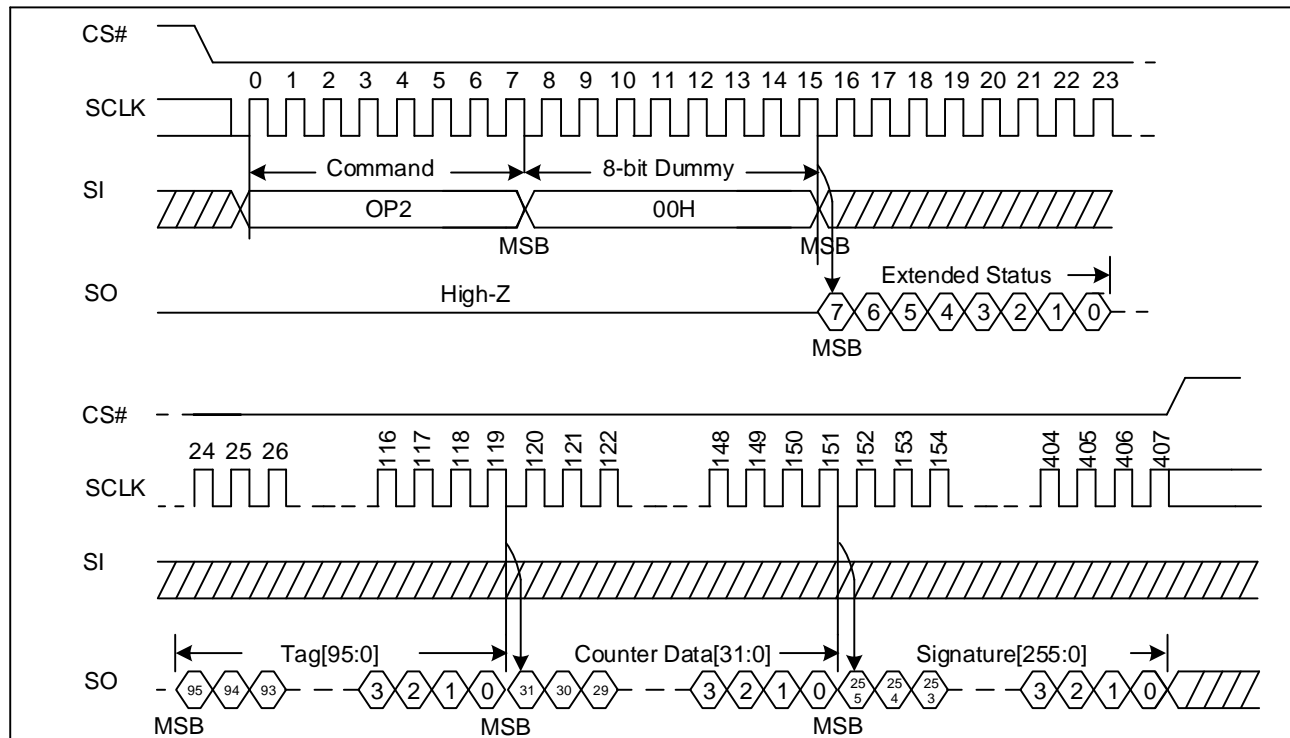 CS#
0 1 2 3 4 5 6 7 8 9 10 11 12 13 14 15 16 17 18 19 20 21 22 23
SCLK
Command 8-bit Dummy
SI
OP2 00H
MSB MSB
Extended Status
SO
High-Z
7 6 5 4 3 2 1 0
MSB
CS#
24 25 26 116 117 118 119 120 121 122 148 149 150 151 152 153 154 404 405 406 407
SCLK
SI
Tag[95:0] Counter Data[31:0] Signature[255:0]
SO
95 94 93 3 2 1 0 31 30 29 3 2 1 0 255 254 253 3 2 1 0
MSB MSB MSB